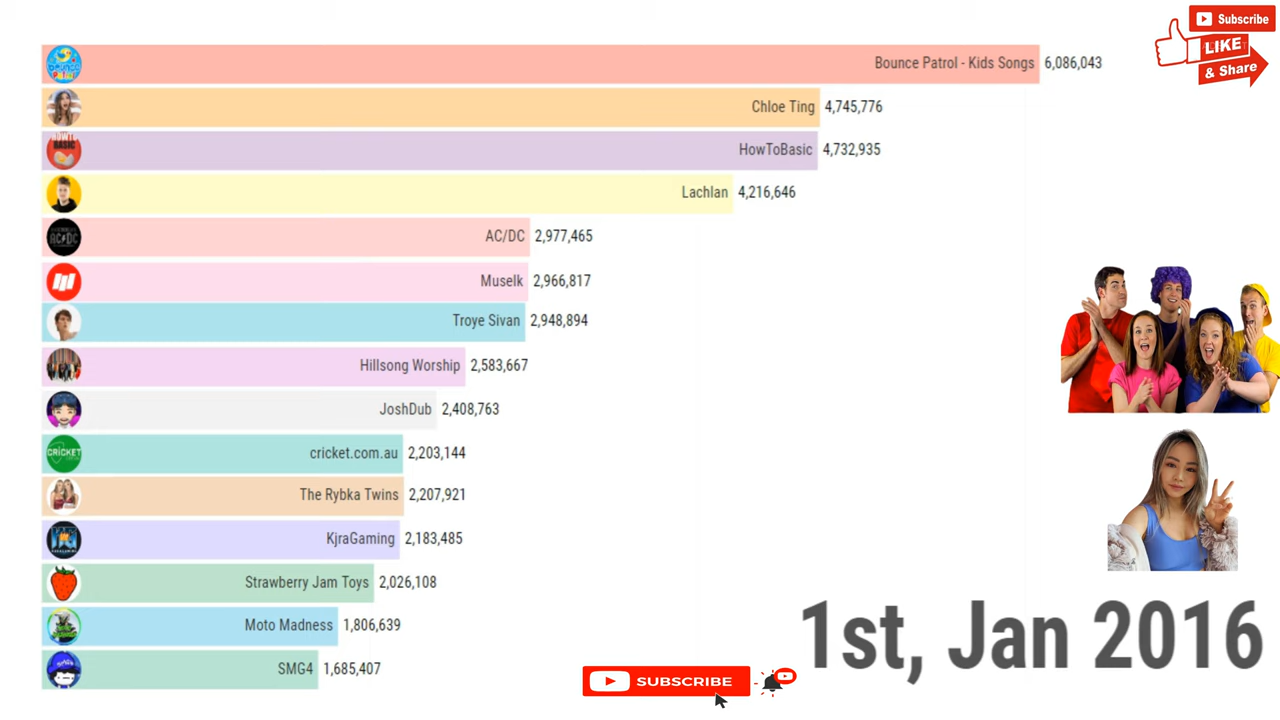 Subscribe
LIKE
& Share
Bounce Patrol - Kids Songs 6,086,043
Chloe Ting 4,745,776
HowToBasic 4,732,935
Lachlan 4,216,646
AC/DC 2,977,465
Muselk 2,966,817
Troye Sivan 2,948,894
Hillsong Worship 2,583,667
JoshDub 2,408,763
CRICKET cricket.com.au 2,203,144
The Rybka Twins 2,207,921
KjraGaming 2,183,485
Strawberry Jam Toys 2,026,108
Moto Madness 1,806,639
SMG4 1,685,407
1st, Jan 2016
SUBSCRIBE